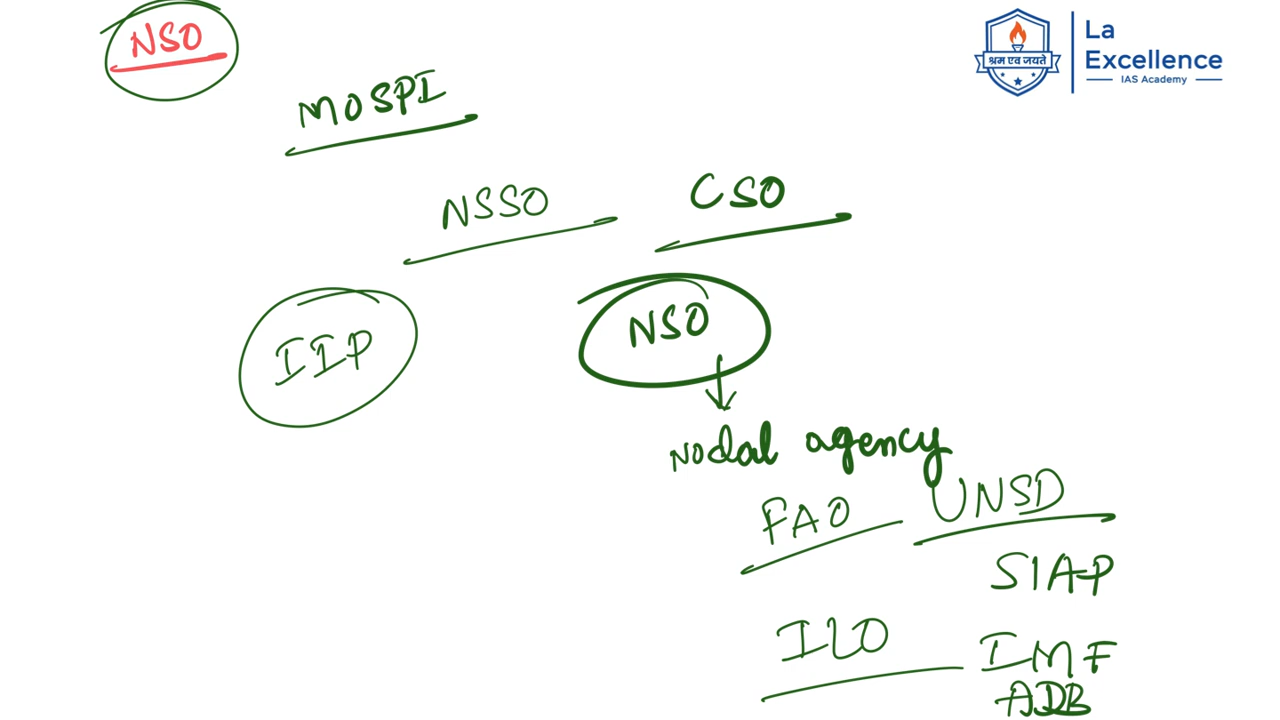 NSO
La
Excellence
IAS Academy
श्रम एव जयते
MOSPI
NSSO
CSO
IIP
NSO
Nodal agency
FAO
UNSD
SIAP
ILO
IMF
ADB